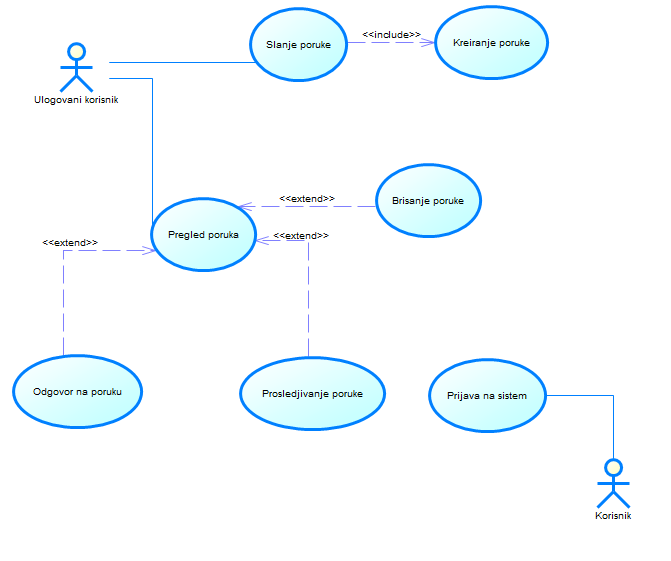 Slanje poruke
<<include>>
Kreiranje poruke
Ulogovani korisnik
<<extend>>
Brisanje poruke
Pregled poruka
<<extend>>
<<extend>>
Odgovor na poruku
Prosledjivanje poruke
Prijava na sistem
Korisnik